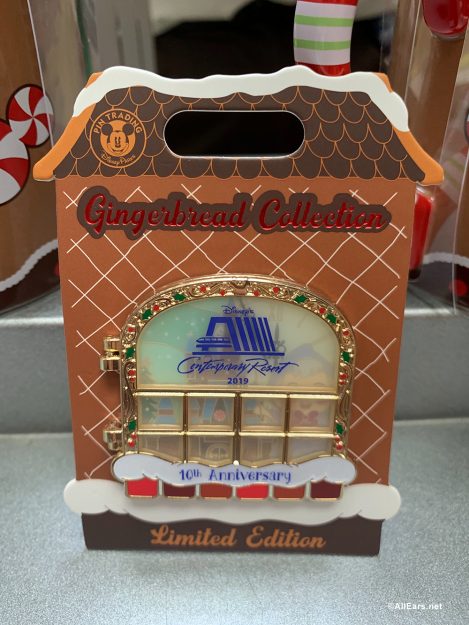 PIN TRADING
Disney Parks
Gingerbread Collection
Disney's
Contemporary Resort
2019
10th Anniversary
Limited Edition
©AllEars.net